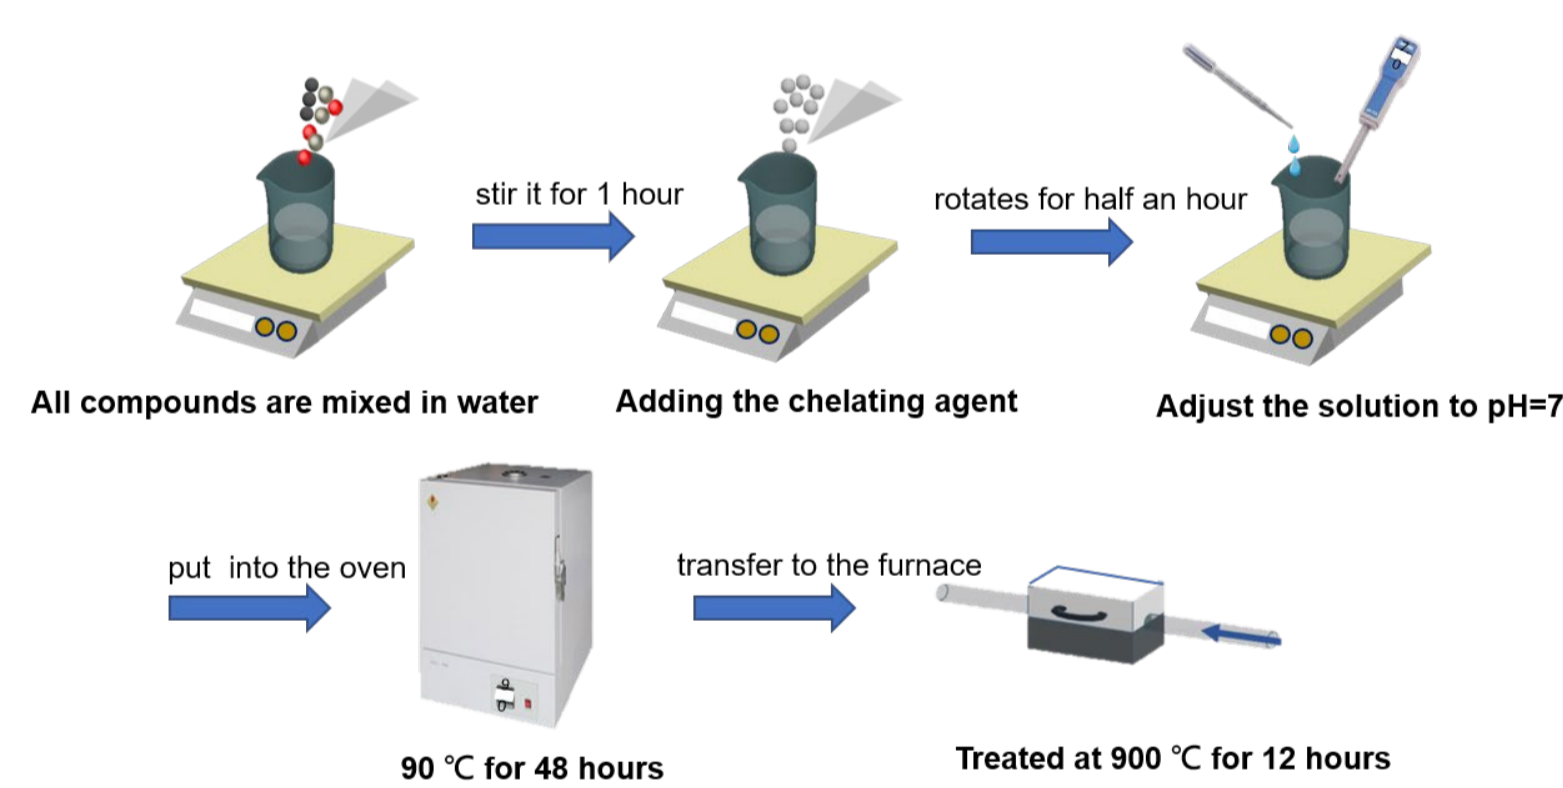 stir it for 1 hour
rotates for half an hour
All compounds are mixed in water
Adding the chelating agent
Adjust the solution to pH=7
put  into the oven
transfer to the furnace
90 ℃ for 48 hours
Treated at 900 ℃ for 12 hours